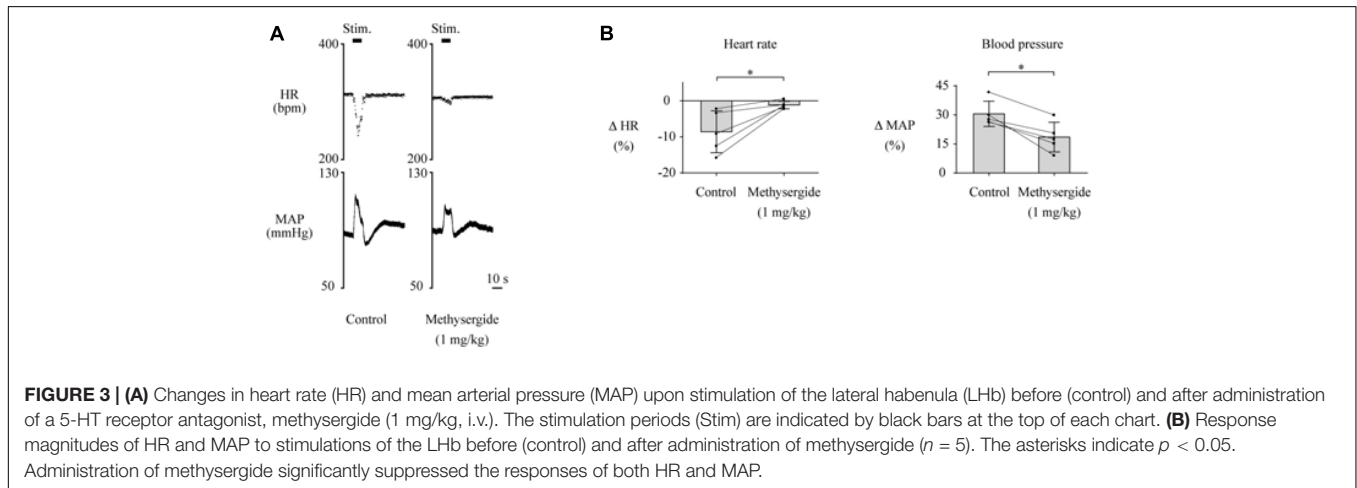 A
B
Stim.
Stim.
400
400
HR
(bpm)
200
200
130
130
MAP
(mmHg)
50
50
10 s
Control
Methysergide
(1 mg/kg)
Heart rate
*
0
Δ HR
-10
(%)
-20
Control
Methysergide
(1 mg/kg)
Blood pressure
*
45
30
Δ MAP
15
(%)
0
Control
Methysergide
(1 mg/kg)
FIGURE 3 | (A) Changes in heart rate (HR) and mean arterial pressure (MAP) upon stimulation of the lateral habenula (LHb) before (control) and after administration
of a 5-HT receptor antagonist, methysergide (1 mg/kg, i.v.). The stimulation periods (Stim) are indicated by black bars at the top of each chart. (B) Response
magnitudes of HR and MAP to stimulations of the LHb before (control) and after administration of methysergide (n = 5). The asterisks indicate p < 0.05.
Administration of methysergide significantly suppressed the responses of both HR and MAP.